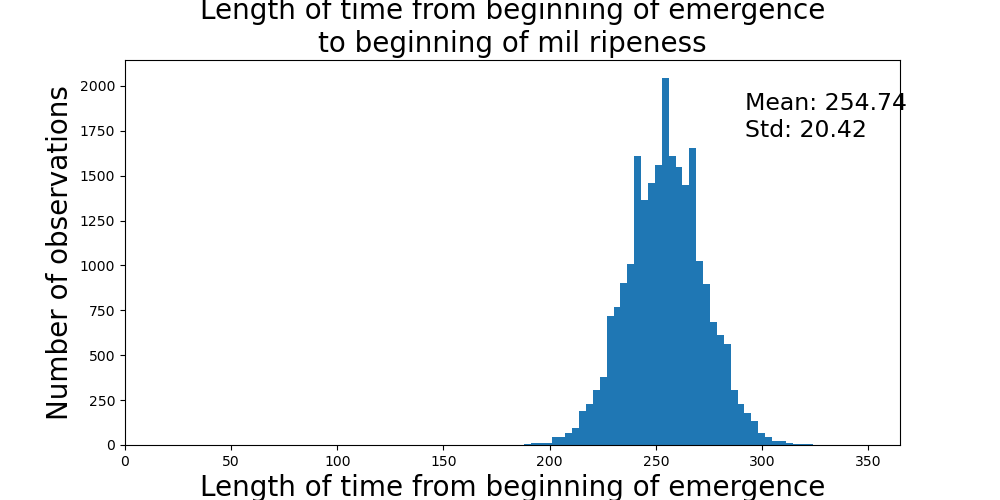 Length of time from beginning of emergence
to beginning of mil ripeness
Number of observations
2000
1750
1500
1250
1000
750
500
250
0
Mean: 254.74
Std: 20.42
0 50 100 150 200 250 300 350
Length of time from beginning of emergence